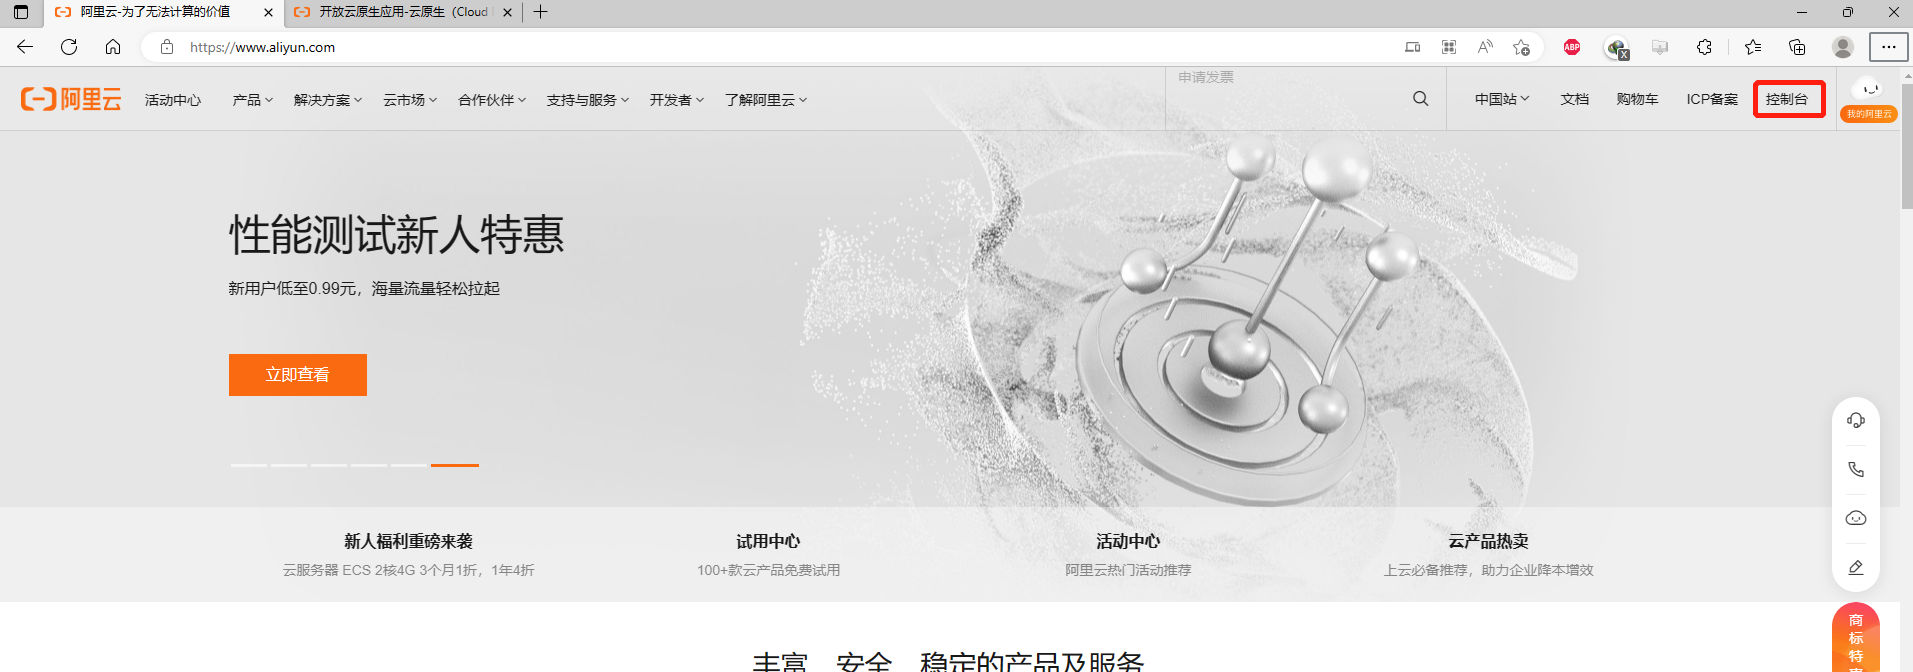 阿里云-为了无法计算的价值
开放云原生应用-云原生（Cloud
https://www.aliyun.com
ABP
X
申请发票
阿里云
活动中心
产品
解决方案
云市场
合作伙伴
支持与服务
开发者
了解阿里云
中国站
文档
购物车
ICP备案
控制台
我的阿里云
性能测试新人特惠
新用户低至0.99元，海量流量轻松拉起
立即查看
新人福利重磅来袭
试用中心
活动中心
云产品热卖
云服务器 ECS 2核4G 3个月1折，1年4折
100+款云产品免费试用
阿里云热门活动推荐
上云必备推荐，助力企业降本增效
商
标
特
丰富、安全、稳定的产品及服务